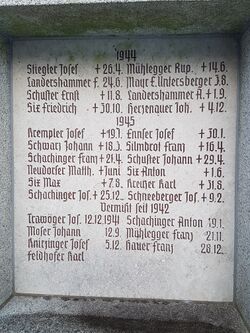 1944
Stiegler Josef +26.4. Mühlegger Rup. +14.6.
Landershammer F. 24.6. Mayr E. Untersberger 3.8.
Schuster Ernst +11.8. Landershammer A. +1.9.
Six Friedrich +30.10. Herzenauer Joh. +4.12.
1945
Krempler Josef +19.1. Ennser Josef +30.1.
Schwarz Johann +18.3. Silmbrot Franz +16.4.
Schachinger Franz +21.4. Schuster Johann +29.4.
Neudorfer Matth. +Juni Six Anton +1.6.
Six Max +7.8. Kreiner Karl +31.8.
Schachinger Jos. +25.12. Schneeberger Jos. +9.2.
Vermißt seit 1942
Trawöger Jos. 12.12.1941 Schachinger Anton 19.1.
Moser Johann 12.9. Mühlegger Franz 21.11.
Knitzinger Josef 5.12. Kauer Franz 28.12.
Feldhofer Karl